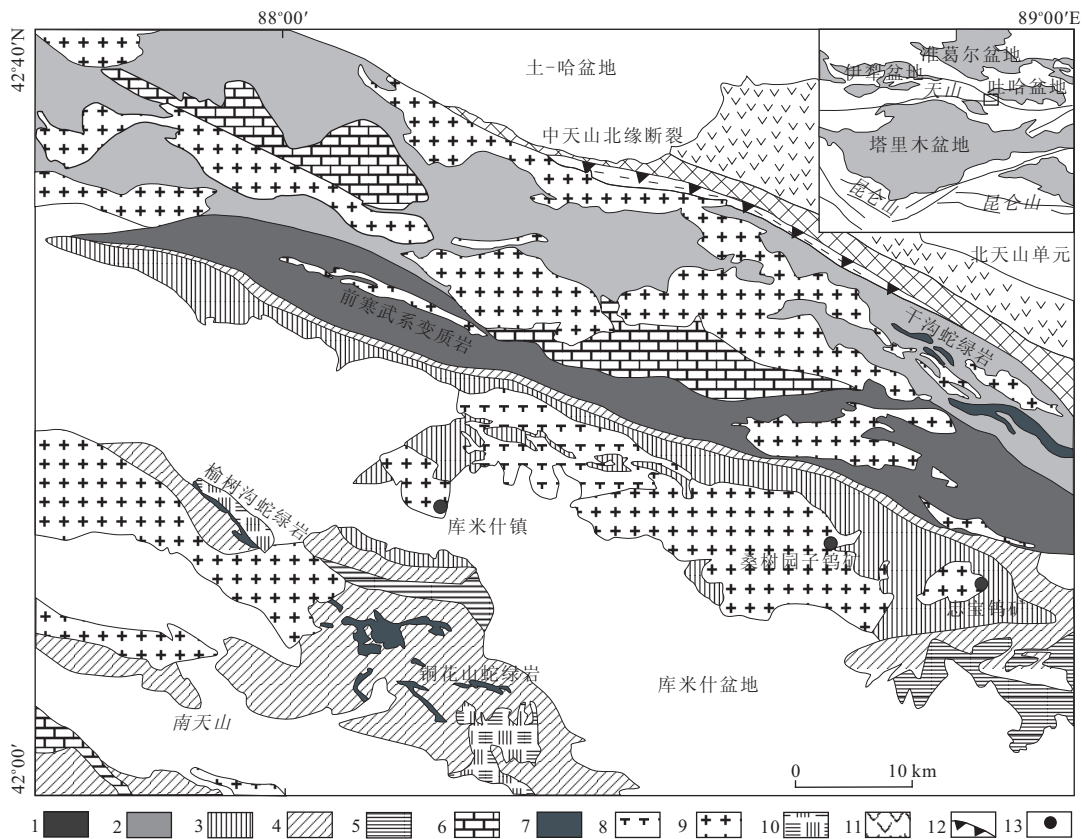 88°00′
89°00′E
42°40′N
土-哈盆地
准葛尔盆地
伊犁盆地
天山
吐哈盆地
塔里木盆地
昆仑山
昆仑山
中天山北缘断裂
北天山单元
干沟蛇绿岩
前寒武系变质岩
榆树沟蛇绿岩
库米什镇
桑树园子钨矿
忠宝钨矿
铜花山蛇绿岩
库米什盆地
南天山
42°00′
0 10 km
1 2 3 4 5 6 7 8 9 10 11 12 13